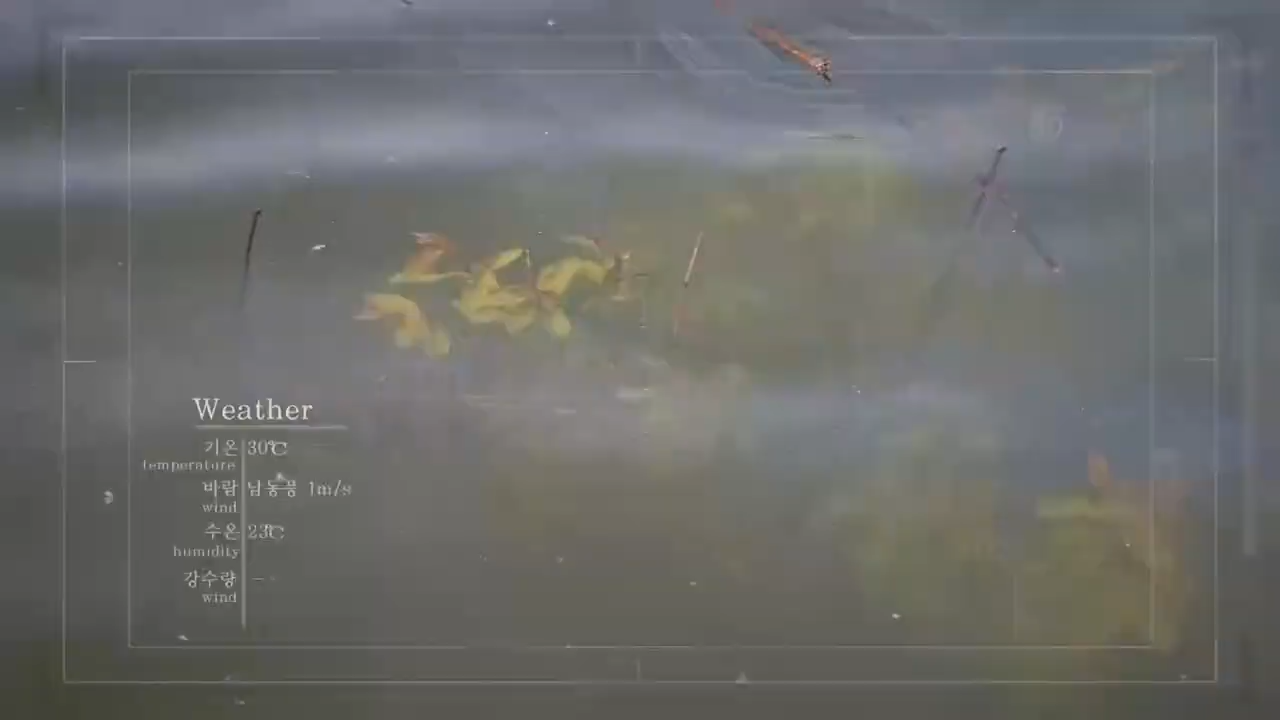 Weather
기온 30℃
temperature
바람 남동풍 1m/s
wind
수온 23℃
humidity
강수량 --
wind